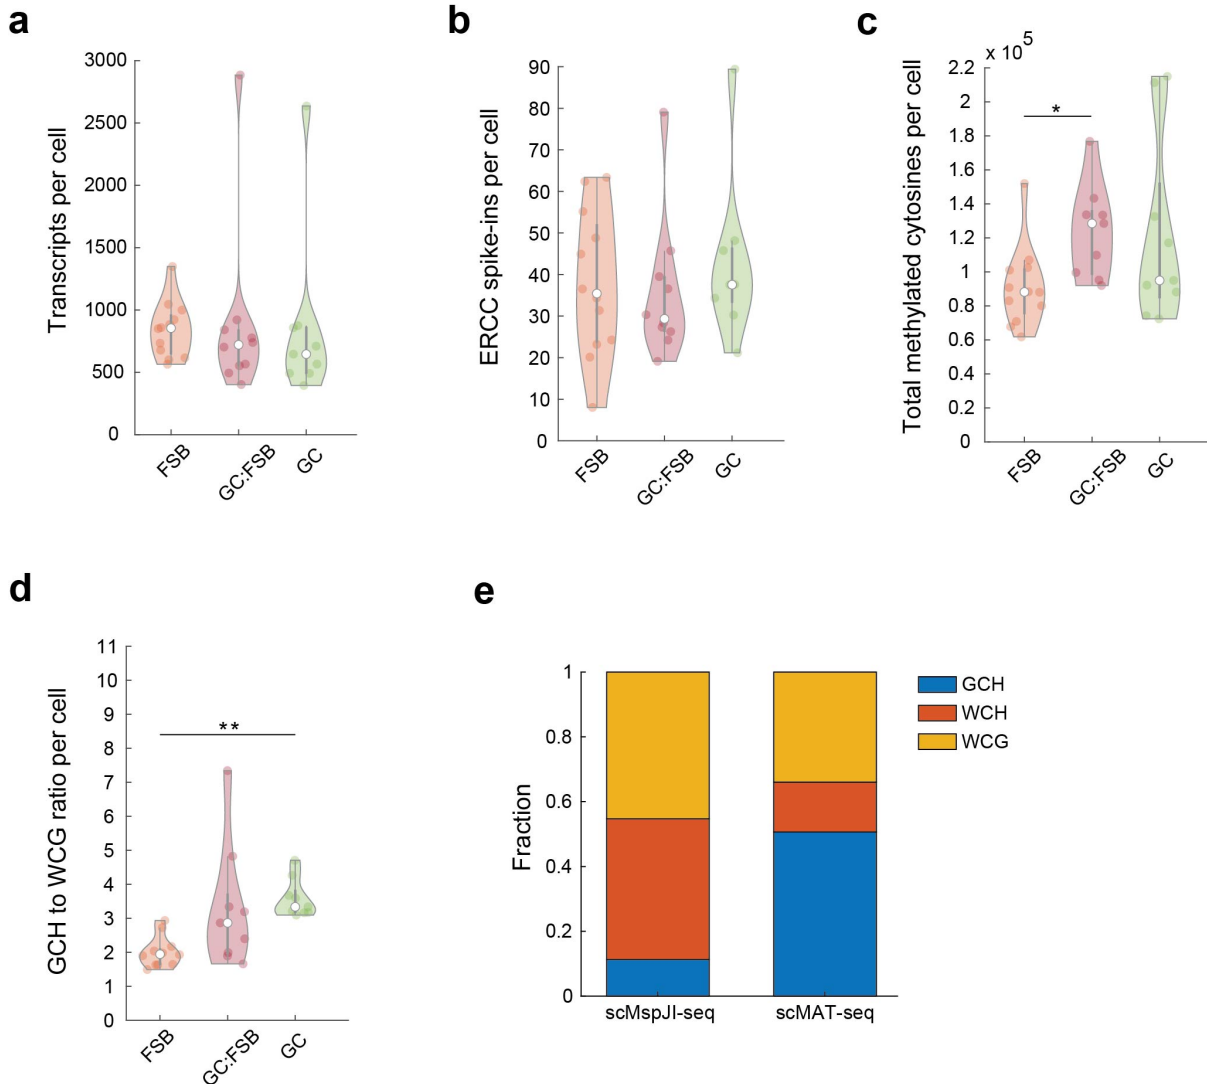 a
Transcripts per cell
3000
2500
2000
1500
1000
500
0
FSB
GC:FSB
GC
b
ERCC spike-ins per cell
90
80
70
60
50
40
30
20
10
0
FSB
GC:FSB
GC
c
Total methylated cytosines per cell
x 10^5
2.2
2
1.8
1.6
1.4
1.2
1
0.8
0.6
0.4
0.2
0
*
FSB
GC:FSB
GC
d
GCH to WCG ratio per cell
11
10
9
8
7
6
5
4
3
2
1
0
**
FSB
GC:FSB
GC
e
Fraction
1
0.8
0.6
0.4
0.2
0
scMspJI-seq
scMAT-seq
GCH
WCH
WCG